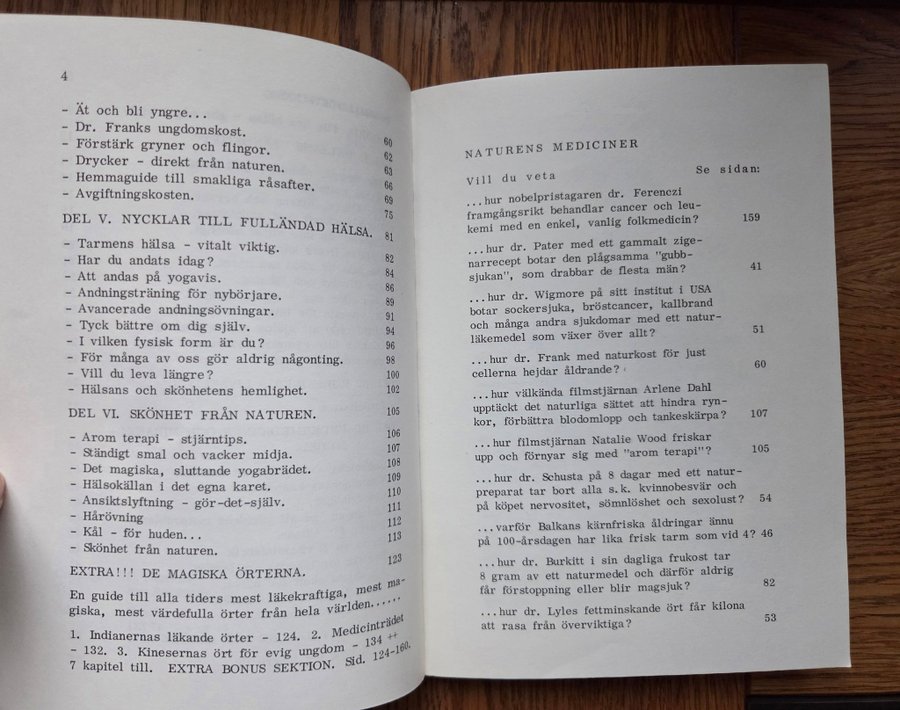 4
- Ät och bli yngre... 60
- Dr. Franks ungdomskost. 62
- Förstärk gryner och flingor. 63
- Drycker - direkt från naturen. 66
- Hemmaguide till smakliga råsafter. 69
- Avgiftningskosten. 75
DEL V. NYCKLAR TILL FULLÄNDAD HÄLSA. 81
- Tarmens hälsa - vitalt viktig. 82
- Har du andats idag? 84
- Att andas på yogavis. 86
- Andningsträning för nybörjare. 89
- Avancerade andningsövningar. 91
- Tyck bättre om dig själv. 94
- I vilken fysisk form är du? 96
- För många av oss gör aldrig någonting. 98
- Vill du leva längre? 100
- Hälsans och skönhetens hemlighet. 102
DEL VI. SKÖNHET FRÅN NATUREN. 105
- Arom terapi - stjärntips. 106
- Ständigt smal och vacker midja. 107
- Det magiska, sluttande yogabrädet. 108
- Hälsokällan i det egna karet. 109
- Ansiktslyftning - gör-det-själv. 110
- Hårövning 111
- Kål - för huden... 112
- Skönhet från naturen. 113
EXTRA!!! DE MAGISKA ÖRTERNA. 123
En guide till alla tiders mest läkekraftiga, mest ma-
giska, mest värdefulla örter från hela världen......
1. Indianernas läkande örter - 124. 2. Medicinträdet
- 132. 3. Kinesernas ört för evig ungdom - 134 ++
7 kapitel till. EXTRA BONUS SEKTION. Sid. 124-160.
NATURENS MEDICINER
Vill du veta Se sidan:
...hur nobelpristagaren dr. Ferenczi
framgångsrikt behandlar cancer och leu-
kemi med en enkel, vanlig folkmedicin? 159
...hur dr. Pater med ett gammalt zige-
narrecept botar den plågsamma "gubb-
sjukan", som drabbar de flesta män? 41
...hur dr. Wigmore på sitt institut i USA
botar sockersjuka, bröstcancer, kallbrand
och många andra sjukdomar med ett natur-
läkemedel som växer över allt? 51
...hur dr. Frank med naturkost för just
cellerna hejdar åldrande? 60
...hur välkända filmstjärnan Arlene Dahl
upptäckt det naturliga sättet att hindra ryn-
kor, förbättra blodomlopp och tankeskärpa? 107
...hur filmstjärnan Natalie Wood friskar
upp och förnyar sig med "arom terapi"? 105
...hur dr. Schusta på 8 dagar med ett natur-
preparat tar bort alla s.k. kvinnobesvär och
på köpet nervositet, sömnlöshet och sexolust? 54
...varför Balkans kärnfriska åldringar ännu
på 100-årsdagen har lika frisk tarm som vid 4? 46
...hur dr. Burkitt i sin dagliga frukost tar
8 gram av ett naturmedel och därför aldrig
får förstoppning eller blir magsjuk? 82
...hur dr. Lyles fettminskande ört får kilona
att rasa från överviktiga? 53